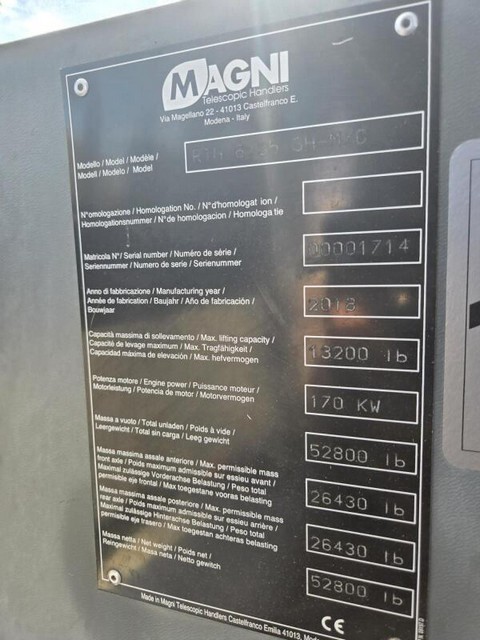 MAGNI
Telescopic Handlers
Via Magellano 22 - 41013 Castelfranco E.
Modena - Italy
Modello / Model / Modèle /
Modell / Modelo / Model
N°omologazione / Homologation No. / N°d'homologat ion /
Homologationsnummer / N°de homologacion / Homologa tie
Matricola N°/ Serial number / Numéro de série /
Seriennummer / Numero de serie / Serienummer
00001714
Anno di fabbricazione / Manufacturing year /
Année de fabrication / Baujahr / Año de fabricación /
Bouwjaar
2018
Capacità massima di sollevamento / Max. lifting capacity /
Capacité de levage maximum / Max. Tragfähigkeit /
Capacidad máxima de elevación / Max. hefvermogen
13200 lb
Potenza motore / Engine power / Puissance moteur /
Motorleistung / Potencia de motor / Motorvermogen
170 KW
Massa a vuoto / Total unladen / Poids à vide /
Leergewicht / Total sin carga / Leeg gewicht
52800 lb
Massa massima assale anteriore / Max. permissible mass
front axle / Poids maximum admissible sur essieu avant /
Maximal zulässige Vorderachse Belastung / Peso total
permisible eje frontal / Max toegestane vooras belasting
26430 lb
Massa massima assale posteriore / Max. permissible mass
rear axle / Poids maximum admissible sur essieu arrière /
Maximal zulässige Hinterachse Belastung / Peso total
permisible eje trasero / Max toegestan achteras belasting
26430 lb
Massa netta / Net weight / Poids net /
Reingewicht / Masa neta / Netto gewitch
52800 lb
Made in Magni Telescopic Handlers Castelfranco Emilia 41013,
CE